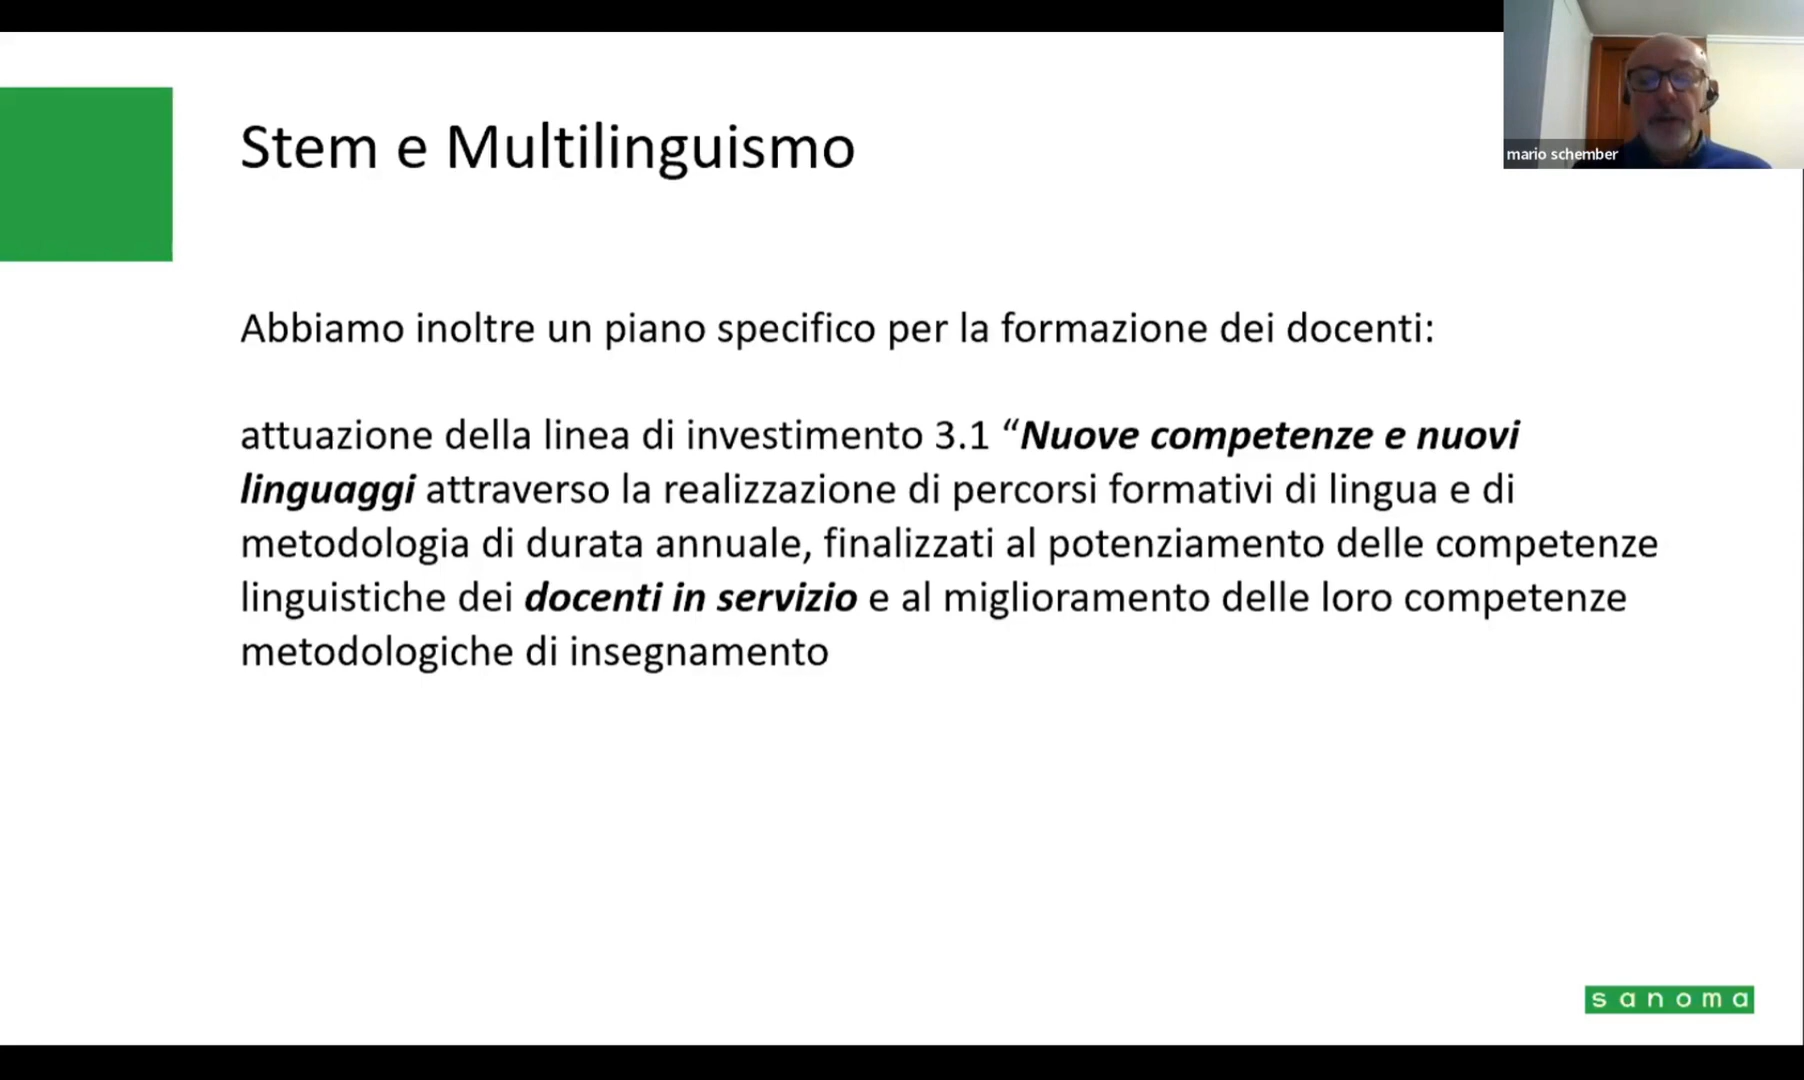 Stem e Multilinguismo
mario schember
Abbiamo inoltre un piano specifico per la formazione dei docenti:
attuazione della linea di investimento 3.1 “Nuove competenze e nuovi
linguaggi attraverso la realizzazione di percorsi formativi di lingua e di
metodologia di durata annuale, finalizzati al potenziamento delle competenze
linguistiche dei docenti in servizio e al miglioramento delle loro competenze
metodologiche di insegnamento
sanoma